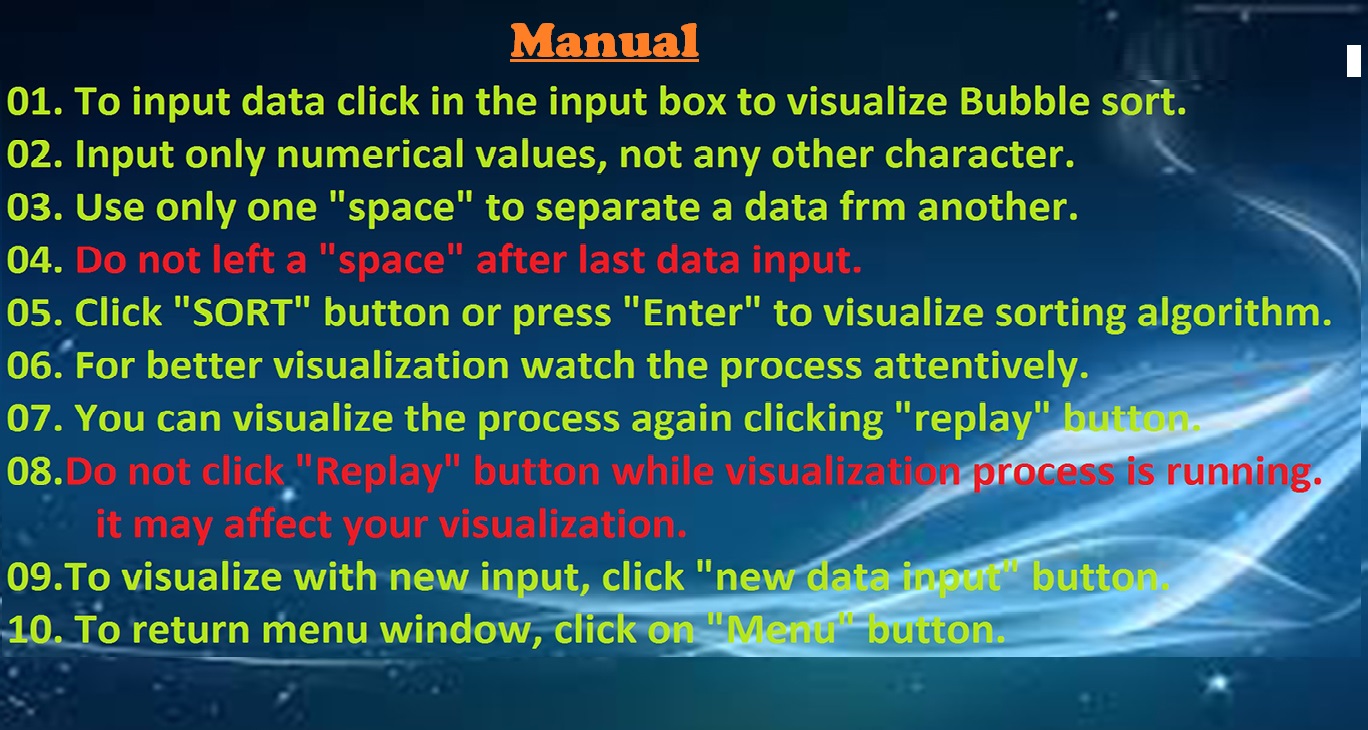 Manual
01. To input data click in the input box to visualize Bubble sort.
02. Input only numerical values, not any other character.
03. Use only one "space" to separate a data frm another.
04. Do not left a "space" after last data input.
05. Click "SORT" button or press "Enter" to visualize sorting algorithm.
06. For better visualization watch the process attentively.
07. You can visualize the process again clicking "replay" button.
08.Do not click "Replay" button while visualization process is running.
it may affect your visualization.
09.To visualize with new input, click "new data input" button.
10. To return menu window, click on "Menu" button.